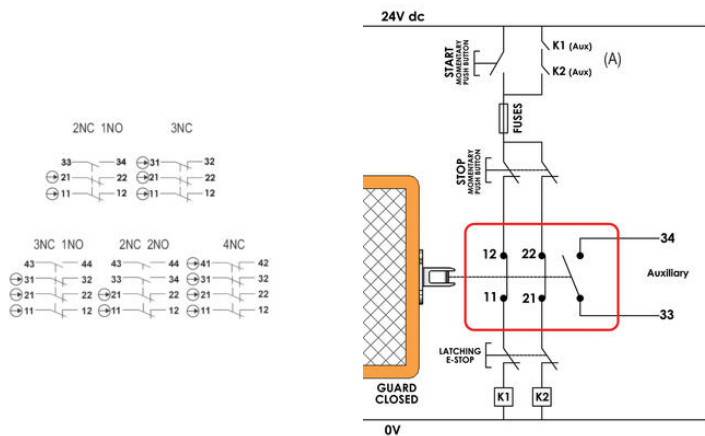 2NC 1NO
33 34
21 22
11 12
3NC
31 32
21 22
11 12
3NC 1NO
43 44
31 32
21 22
11 12
2NC 2NO
43 44
33 34
21 22
11 12
4NC
41 42
31 32
21 22
11 12
24V dc
START
MOMENTARY
PUSH BUTTON
K1 (Aux)
K2 (Aux)
(A)
FUSES
STOP
MOMENTARY
PUSH BUTTON
12 22
34
Auxiliary
11 21
33
LATCHING
E-STOP
GUARD
CLOSED
K1 K2
0V